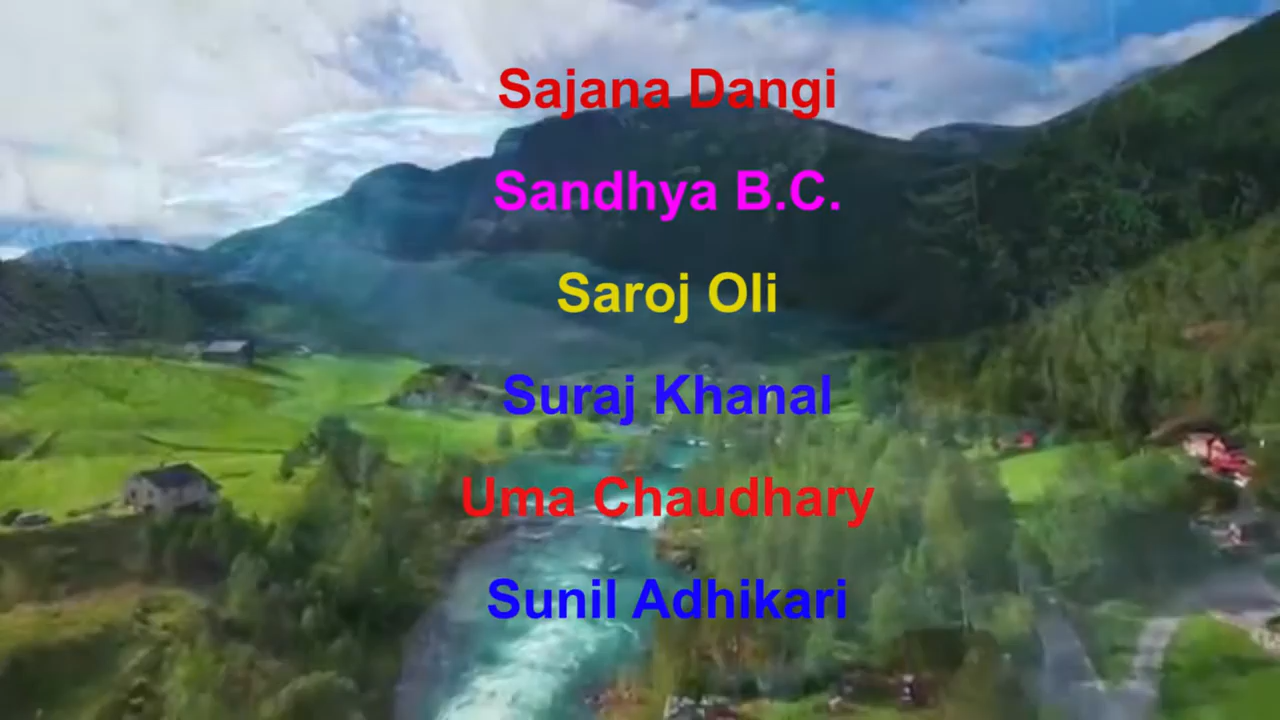 Sajana Dangi
Sandhya B.C.
Saroj Oli
Suraj Khanal
Uma Chaudhary
Sunil Adhikari